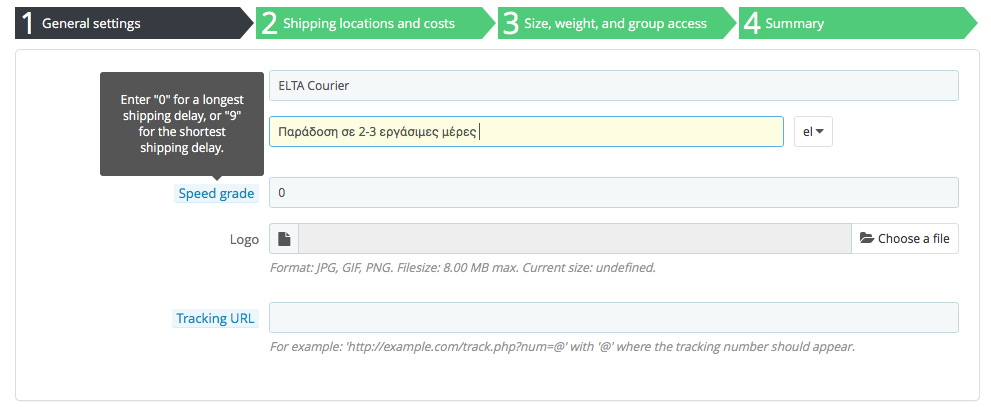 1 General settings
2 Shipping locations and costs
3 Size, weight, and group access
4 Summary
Enter "0" for a longest
shipping delay, or "9"
for the shortest
shipping delay.
ELTA Courier
Παράδοση σε 2-3 εργάσιμες μέρες
el
Speed grade
0
Logo
Choose a file
Format: JPG, GIF, PNG. Filesize: 8.00 MB max. Current size: undefined.
Tracking URL
For example: 'http://example.com/track.php?num=@' with '@' where the tracking number should appear.